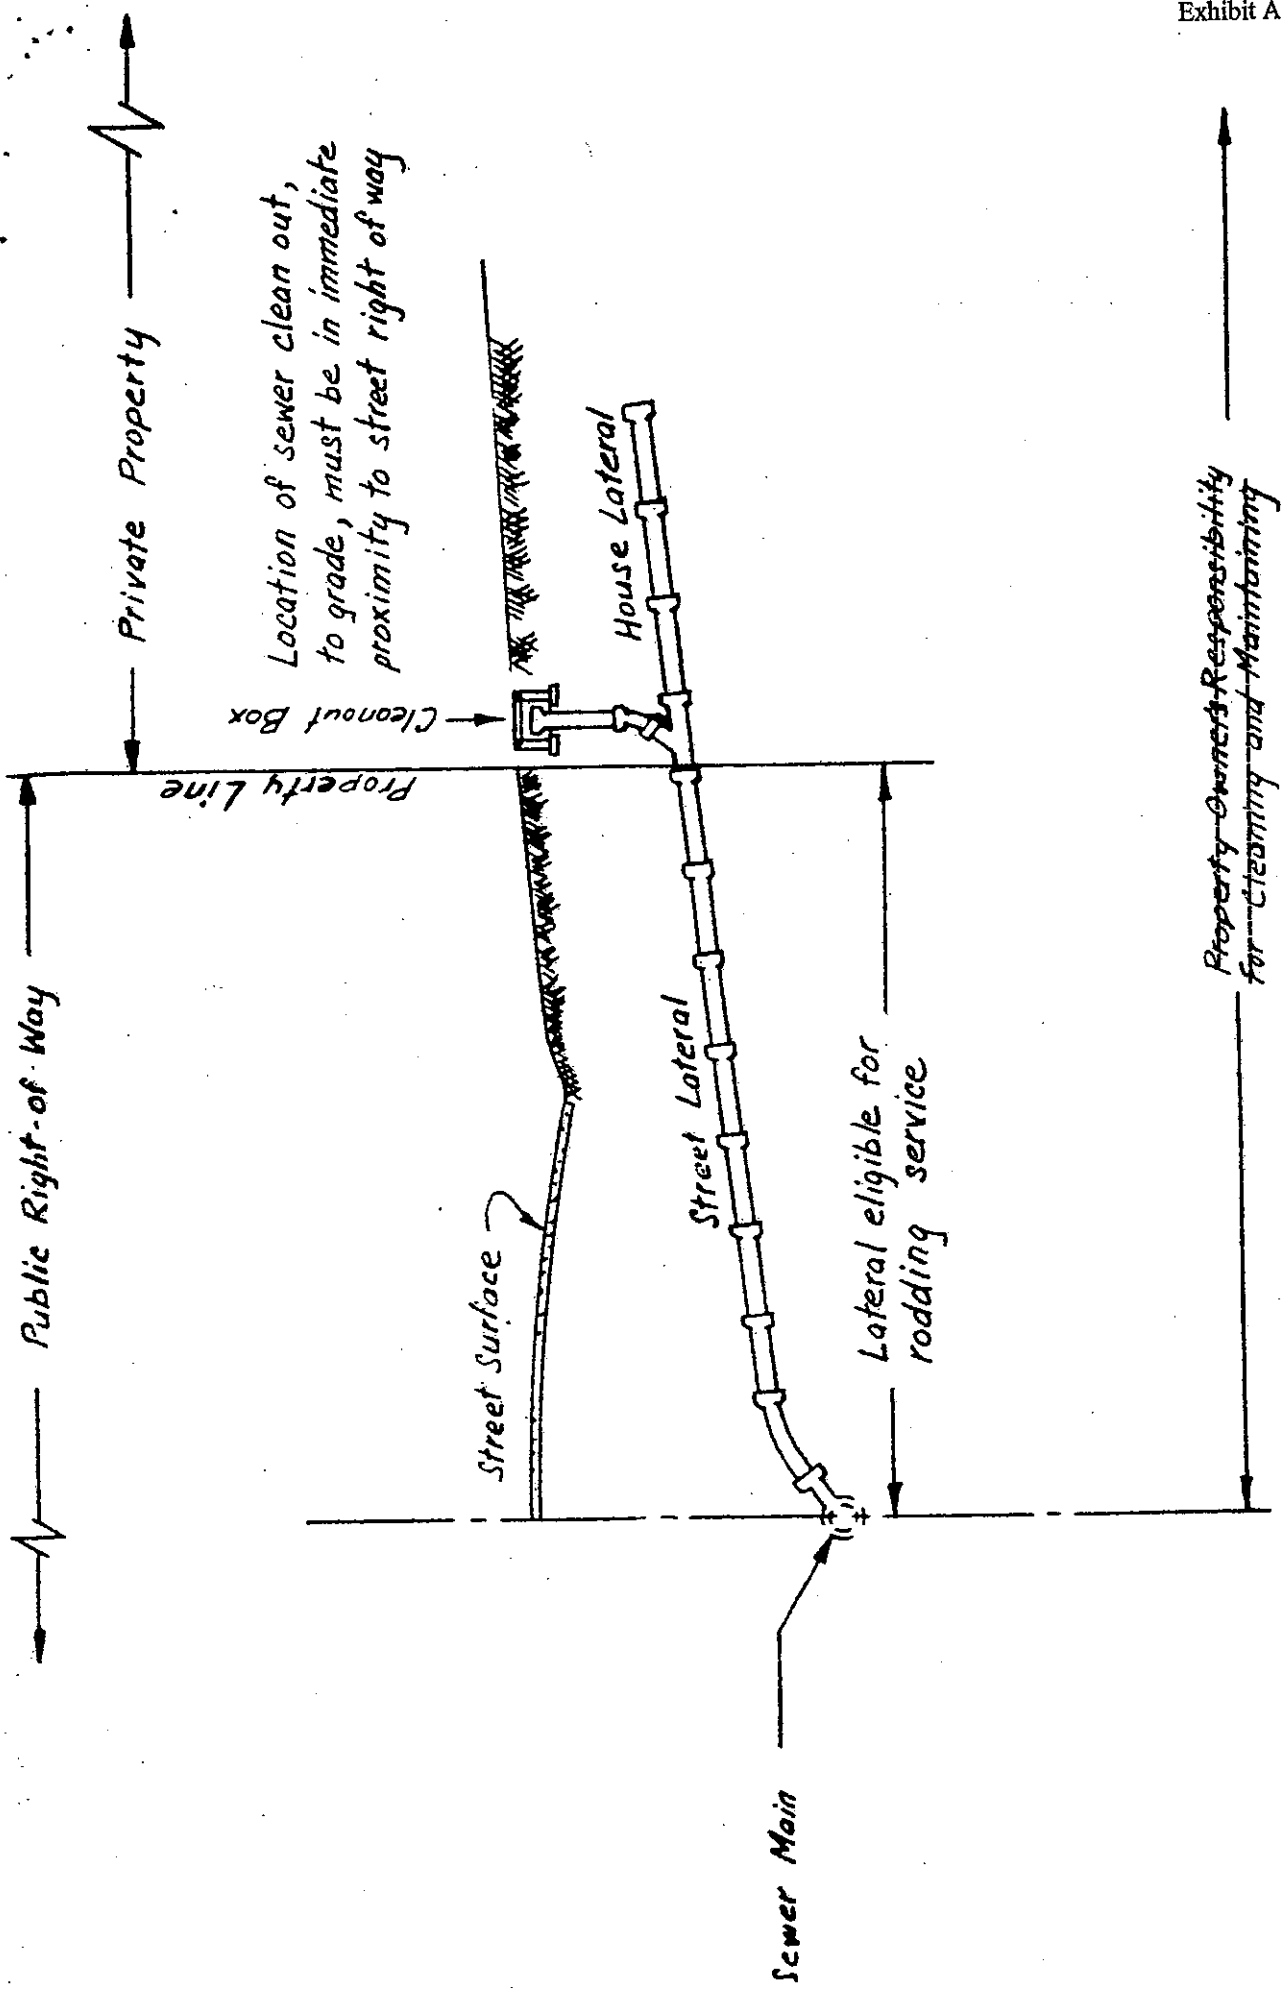 Exhibit A
Public Right-of-Way
Private Property
Location of sewer clean out,
to grade, must be in immediate
proximity to street right of way
Cleanout Box
Property Line
Street Surface
House Lateral
Street Lateral
Lateral eligible for
rodding service
Sewer Main
Property Owners Responsibility
For Cleaning and Maintaining